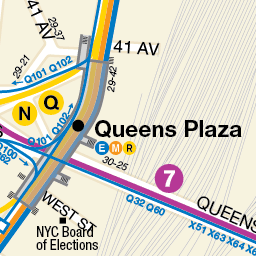 41 AV
29-37
41 AV
29-21
29-42
Q101 Q102
N Q
Q101 Q102
Queens Plaza
E M R
Q100
30-25
7
Q32 Q60
QUEENS
X51 X63 X64 X
WEST ST
NYC Board
of Elections